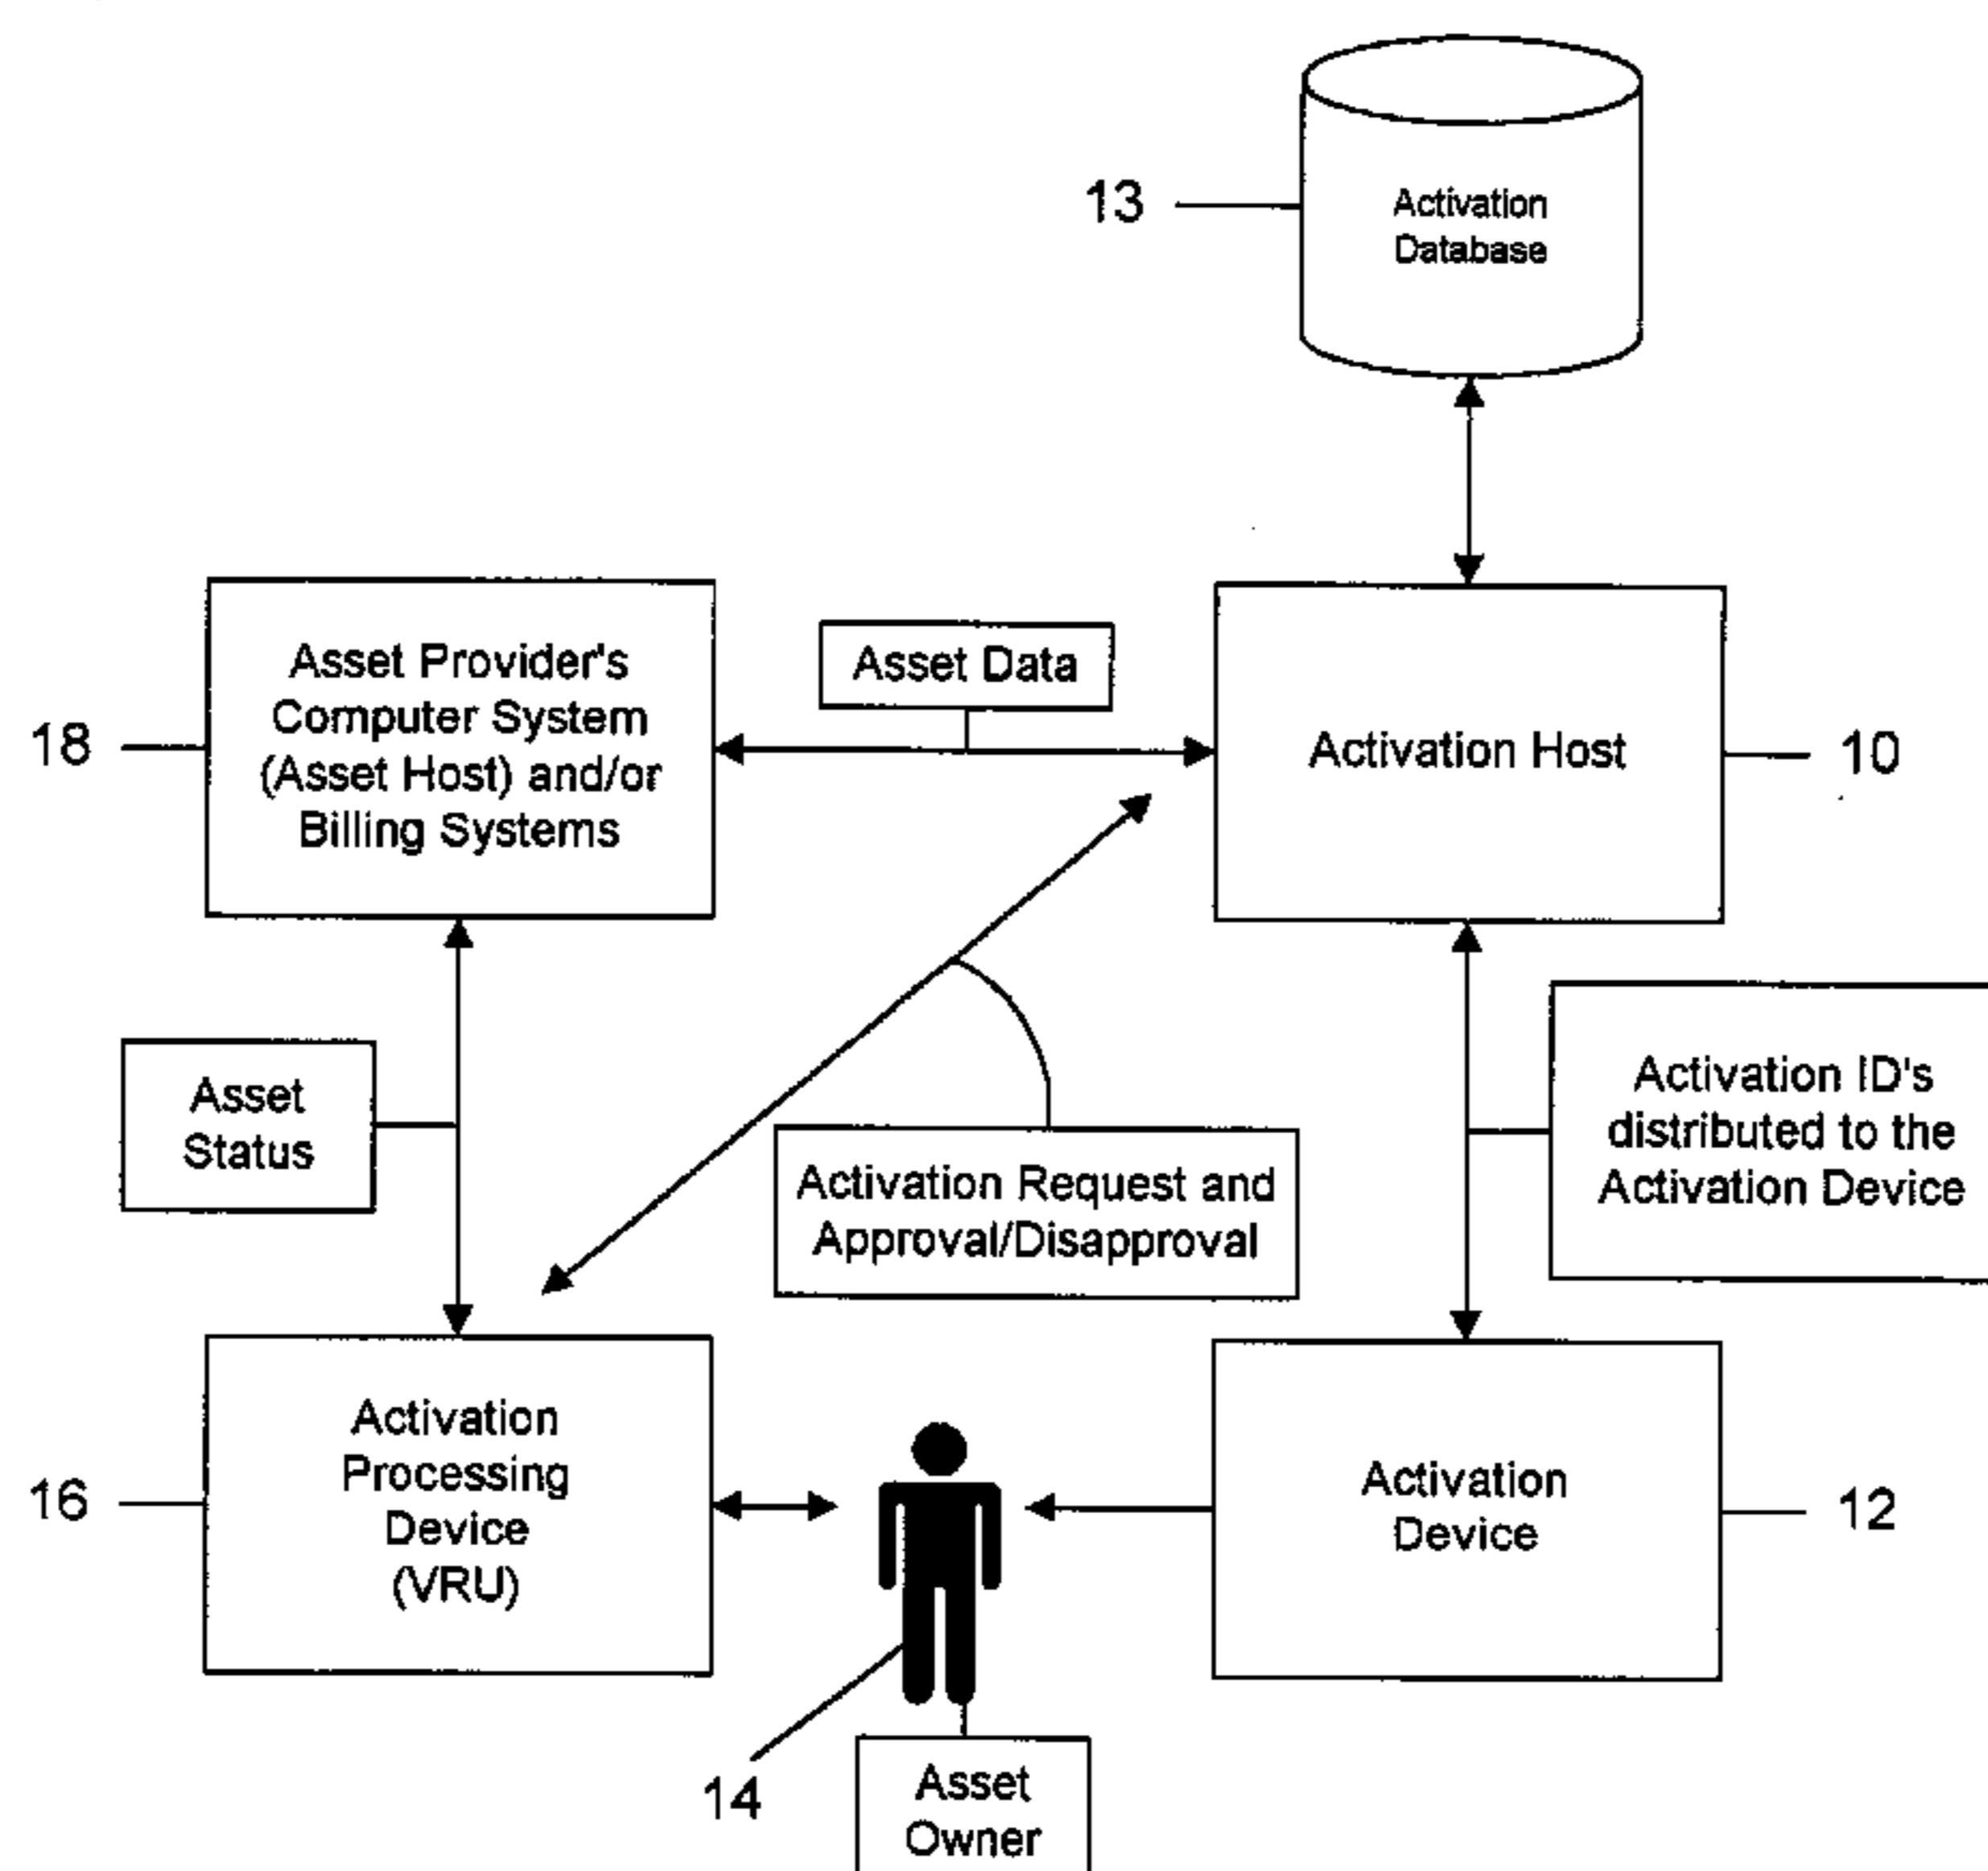 13
Activation
Database
Asset Provider's
Computer System
(Asset Host) and/or
Billing Systems
18
Asset Data
Activation Host
10
Asset
Status
Activation Request and
Approval/Disapproval
Activation ID's
distributed to the
Activation Device
Activation
Processing
Device
(VRU)
16
Activation
Device
12
14
Asset
Owner